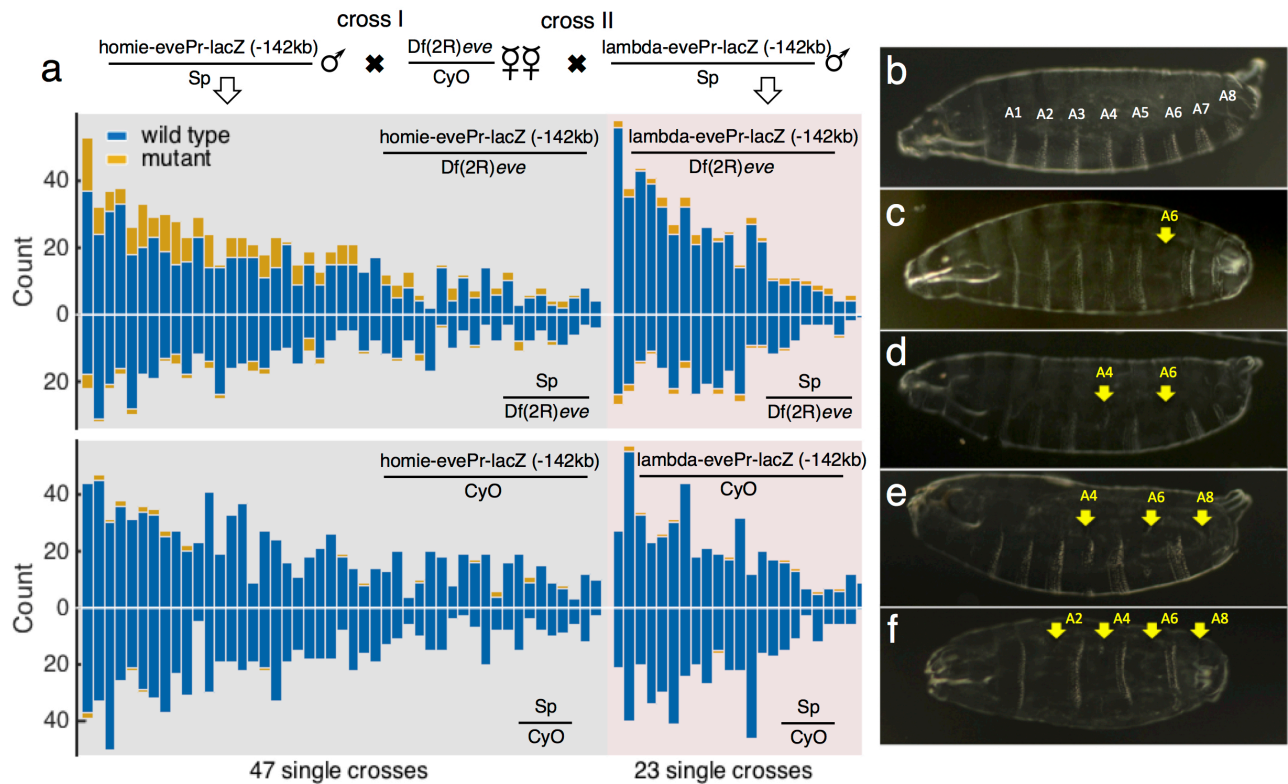 cross I
cross II
homie-evePr-lacZ (-142kb)
Sp
Df(2R)eve
CyO
lambda-evePr-lacZ (-142kb)
Sp
a
wild type
mutant
homie-evePr-lacZ (-142kb)
Df(2R)eve
lambda-evePr-lacZ (-142kb)
Df(2R)eve
40
20
0
20
Count
Sp
Df(2R)eve
Sp
Df(2R)eve
homie-evePr-lacZ (-142kb)
CyO
lambda-evePr-lacZ (-142kb)
CyO
40
20
0
20
40
Count
Sp
CyO
Sp
CyO
47 single crosses
23 single crosses
b
A1 A2 A3 A4 A5 A6 A7 A8
c
A6
d
A4 A6
e
A4 A6 A8
f
A2 A4 A6 A8